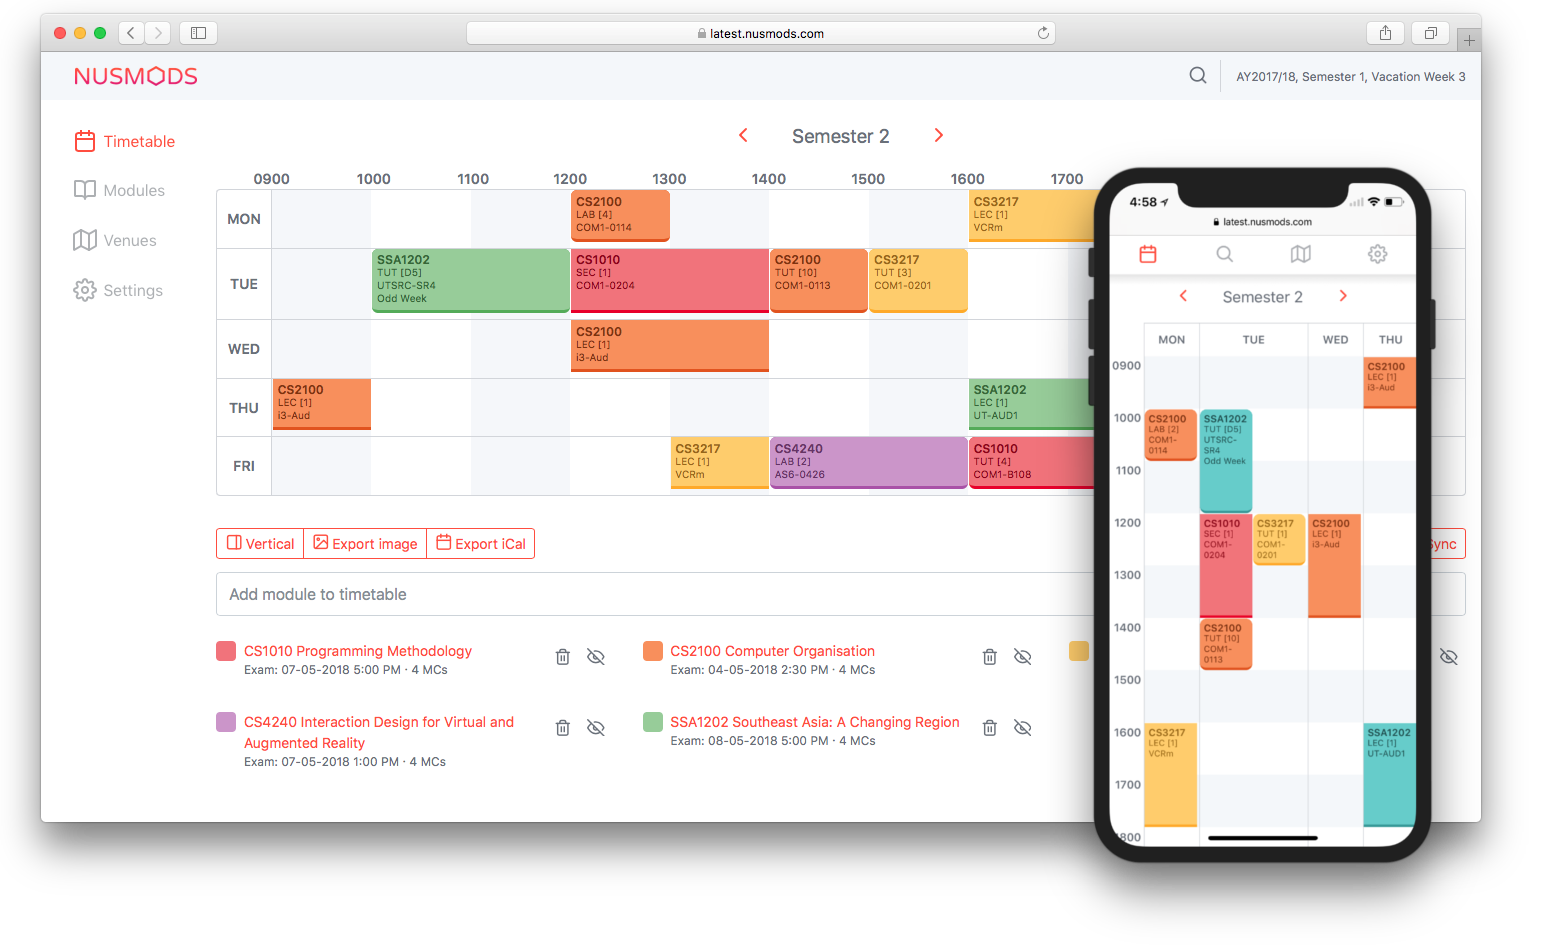 latest.nusmods.com
NUSMODS
AY2017/18, Semester 1, Vacation Week 3
Timetable
Modules
Venues
Settings
Semester 2
0900 1000 1100 1200 1300 1400 1500 1600 1700
MON
CS2100
LAB [4]
COM1-0114
CS3217
LEC [1]
VCRm
TUE
SSA1202
TUT [D5]
UTSRC-SR4
Odd Week
CS1010
SEC [1]
COM1-0204
CS2100
TUT [10]
COM1-0113
CS3217
TUT [3]
COM1-0201
WED
CS2100
LEC [1]
i3-Aud
THU
CS2100
LEC [1]
i3-Aud
SSA1202
LEC [1]
UT-AUD1
FRI
CS3217
LEC [1]
VCRm
CS4240
LAB [2]
AS6-0426
CS1010
TUT [4]
COM1-B108
Vertical
Export image
Export iCal
Sync
Add module to timetable
CS1010 Programming Methodology
Exam: 07-05-2018 5:00 PM · 4 MCs
CS2100 Computer Organisation
Exam: 04-05-2018 2:30 PM · 4 MCs
CS4240 Interaction Design for Virtual and
Augmented Reality
Exam: 07-05-2018 1:00 PM · 4 MCs
SSA1202 Southeast Asia: A Changing Region
Exam: 08-05-2018 5:00 PM · 4 MCs
4:58
latest.nusmods.com
Semester 2
MON TUE WED THU
0900
CS2100
LEC [1]
i3-Aud
1000
CS2100
LAB [2]
COM1-
0114
SSA1202
TUT [D5]
UTSRC-
SR4
Odd Week
1100
1200
CS1010
SEC [1]
COM1-
0204
CS3217
TUT [1]
COM1-
0201
CS2100
LEC [1]
i3-Aud
1300
1400
CS2100
TUT [10]
COM1-
0113
1500
1600
CS3217
LEC [1]
VCRm
SSA1202
LEC [1]
UT-AUD1
1700
1800